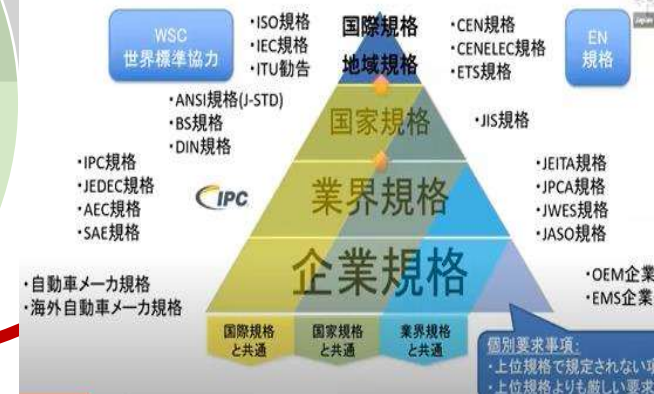 WSC
世界標準協力
・ISO規格
・IEC規格
・ITU勧告
国際規格
地域規格
・CEN規格
・CENELEC規格
・ETS規格
EN
規格
・ANSI規格(J-STD)
・BS規格
・DIN規格
国家規格
・JIS規格
・IPC規格
・JEDEC規格
・AEC規格
・SAE規格
IPC
業界規格
・JEITA規格
・JPCA規格
・JWES規格
・JASO規格
・自動車メーカ規格
・海外自動車メーカ規格
企業規格
・OEM企業
・EMS企業
国際規格
と共通
国家規格
と共通
業界規格
と共通
個別要求事項:
・上位規格で規定されない項
・上位規格よりも厳しい要求